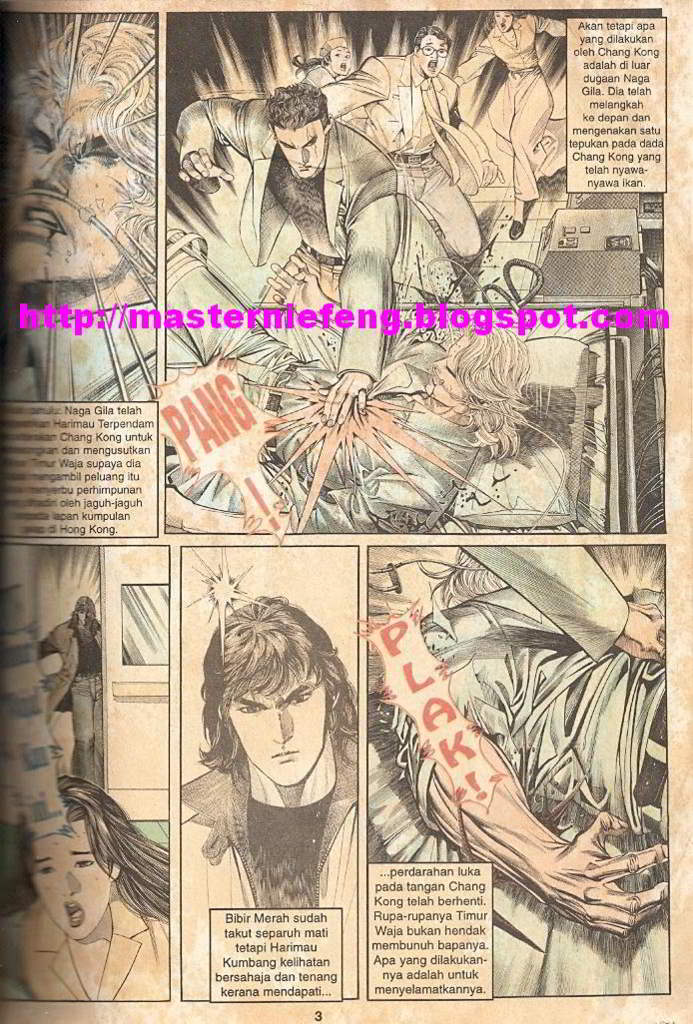 Akan tetapi apa
yang dilakukan
oleh Chang Kong
adalah di luar
dugaan Naga
Gila. Dia telah
melangkah
ke depan dan
mengenakan satu
tepukan pada dada
Chang Kong yang
telah nyawa-
nyawa ikan.
http://masterniefeng.blogspot.com
PANG!
Naga Gila telah
Harimau Terpendam
Chang Kong untuk
dan mengusutkan
Timur Waja supaya dia
mengambil peluang itu
perhimpunan
oleh jaguh-jaguh
lapan kumpulan
di Hong Kong.
Bibir Merah sudah
takut separuh mati
tetapi Harimau
Kumbang kelihatan
bersahaja dan tenang
kerana mendapati...
PLAK!
...perdarahan luka
pada tangan Chang
Kong telah berhenti.
Rupa-rupanya Timur
Waja bukan hendak
membunuh bapanya.
Apa yang dilakukan-
nya adalah untuk
menyelamatkannya.
3